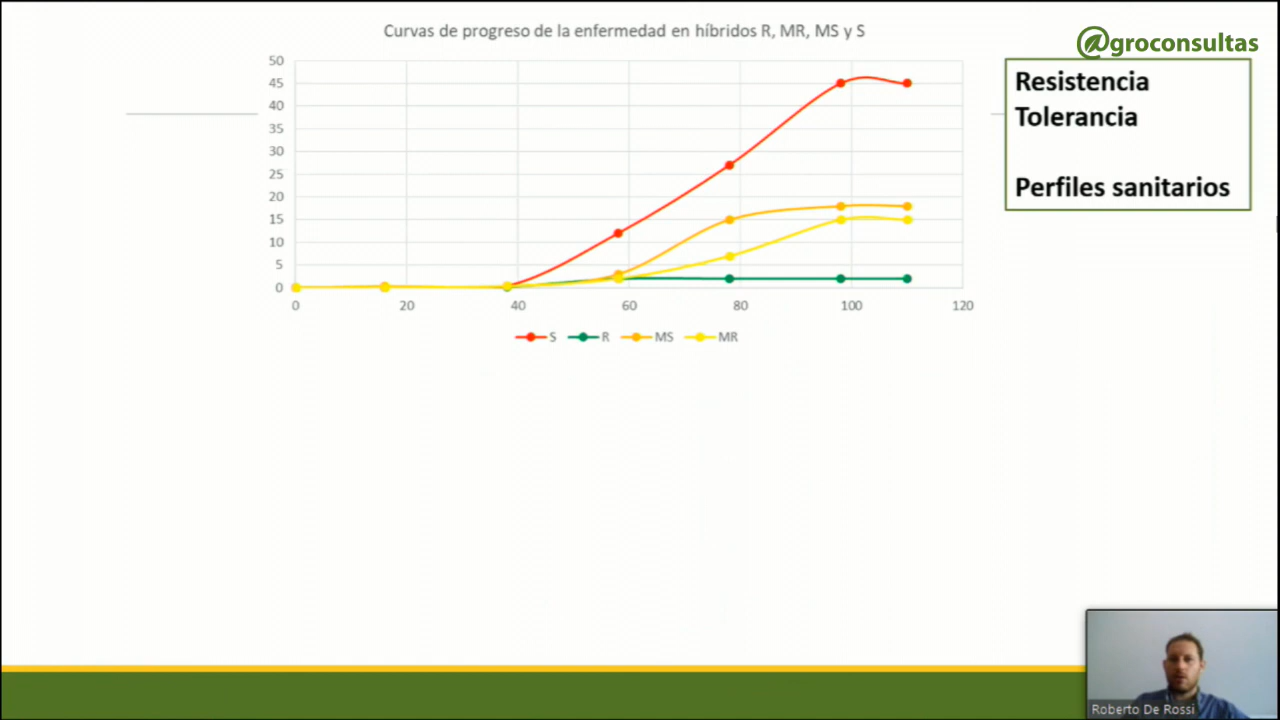 Curvas de progreso de la enfermedad en híbridos R, MR, MS y S
@groconsultas
Resistencia
Tolerancia
Perfiles sanitarios
50
45
40
35
30
25
20
15
10
5
0
0 20 40 60 80 100 120
S R MS MR
Roberto De Rossi